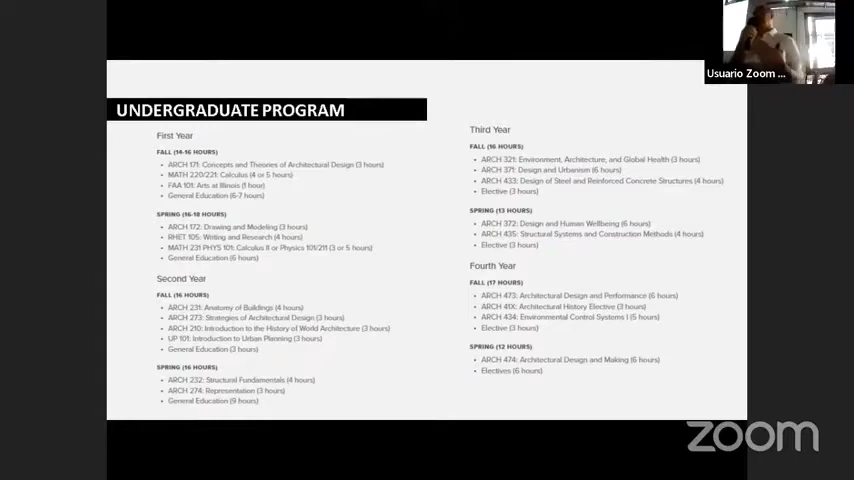 Usuario Zoom ...
UNDERGRADUATE PROGRAM
First Year
FALL (14-16 HOURS)
• ARCH 171: Concepts and Theories of Architectural Design (3 hours)
• MATH 220/221: Calculus (4 or 5 hours)
• FAA 101: Arts at Illinois (1 hour)
• General Education (6-7 hours)
SPRING (16-18 HOURS)
• ARCH 172: Drawing and Modeling (3 hours)
• RHET 105: Writing and Research (4 hours)
• MATH 231 PHYS 101: Calculus II or Physics 101/211 (3 or 5 hours)
• General Education (6 hours)
Second Year
FALL (16 HOURS)
• ARCH 231: Anatomy of Buildings (4 hours)
• ARCH 273: Strategies of Architectural Design (3 hours)
• ARCH 210: Introduction to the History of World Architecture (3 hours)
• UP 101: Introduction to Urban Planning (3 hours)
• General Education (3 hours)
SPRING (16 HOURS)
• ARCH 232: Structural Fundamentals (4 hours)
• ARCH 274: Representation (3 hours)
• General Education (9 hours)
Third Year
FALL (16 HOURS)
• ARCH 321: Environment, Architecture, and Global Health (3 hours)
• ARCH 371: Design and Urbanism (6 hours)
• ARCH 433: Design of Steel and Reinforced Concrete Structures (4 hours)
• Elective (3 hours)
SPRING (13 HOURS)
• ARCH 372: Design and Human Wellbeing (6 hours)
• ARCH 435: Structural Systems and Construction Methods (4 hours)
• Elective (3 hours)
Fourth Year
FALL (17 HOURS)
• ARCH 473: Architectural Design and Performance (6 hours)
• ARCH 41X: Architectural History Elective (3 hours)
• ARCH 434: Environmental Control Systems I (5 hours)
• Elective (3 hours)
SPRING (12 HOURS)
• ARCH 474: Architectural Design and Making (6 hours)
• Electives (6 hours)
zoom